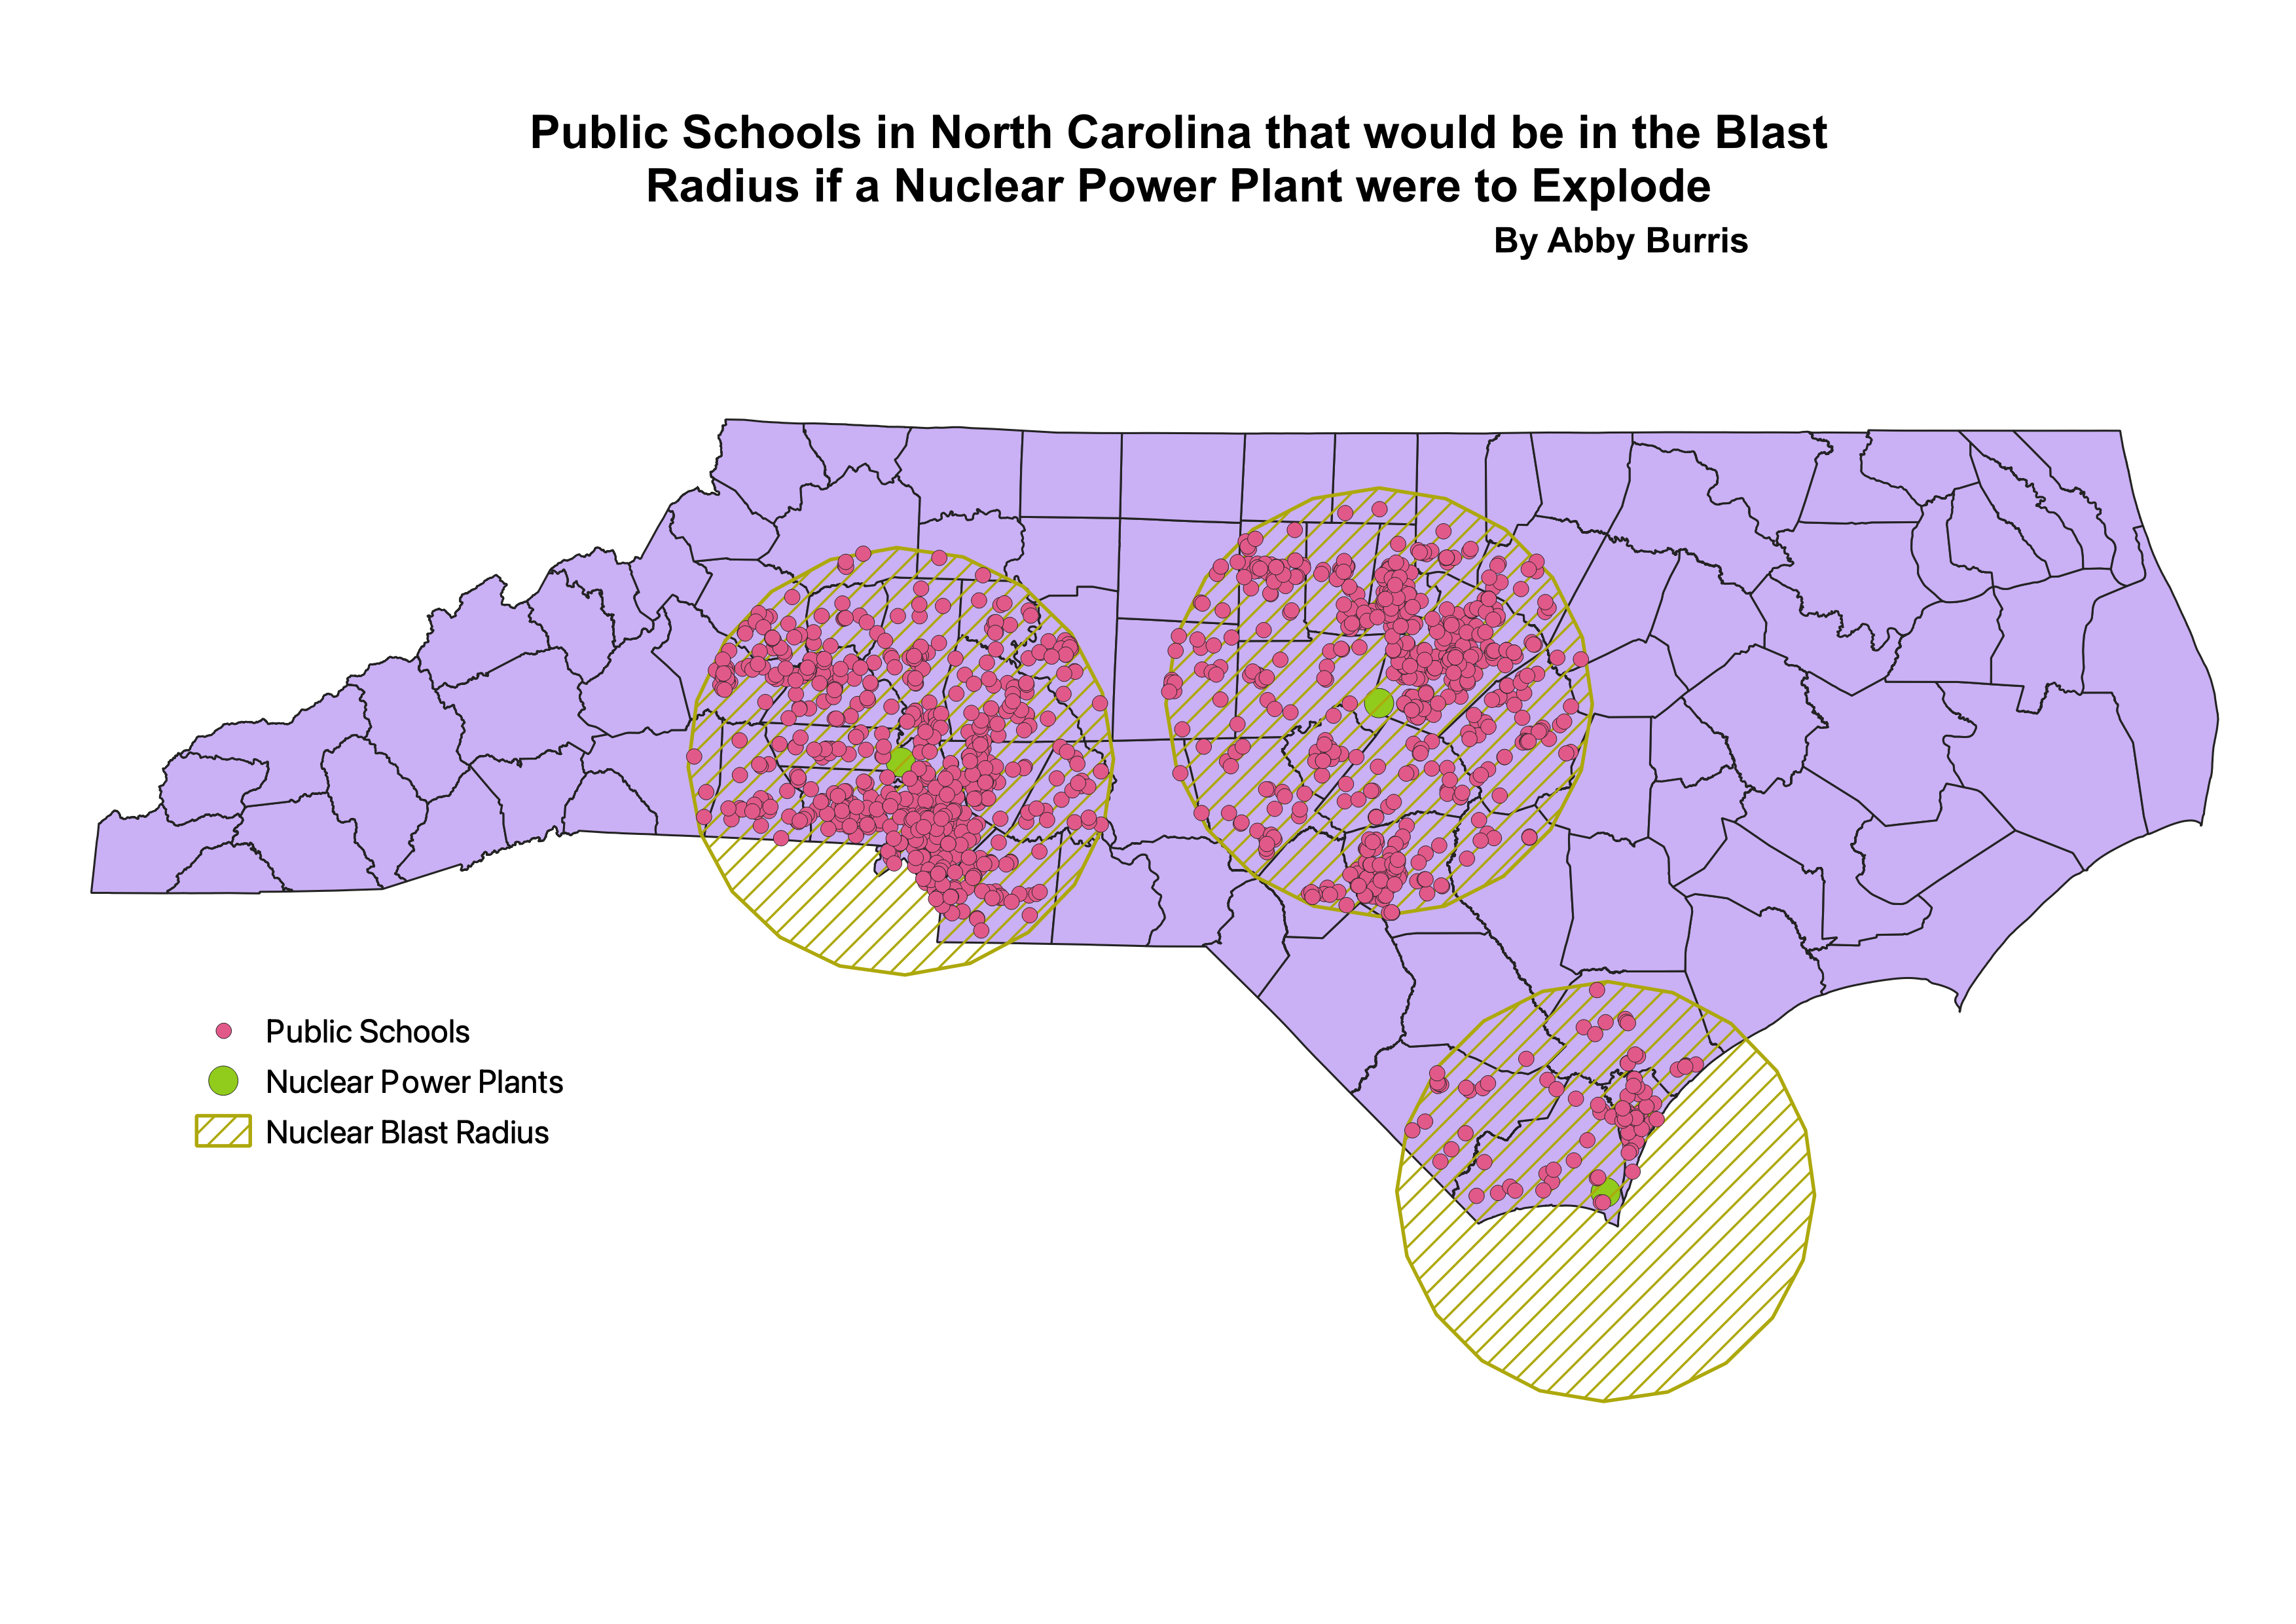 Public Schools in North Carolina that would be in the Blast
Radius if a Nuclear Power Plant were to Explode
By Abby Burris
Public Schools
Nuclear Power Plants
Nuclear Blast Radius